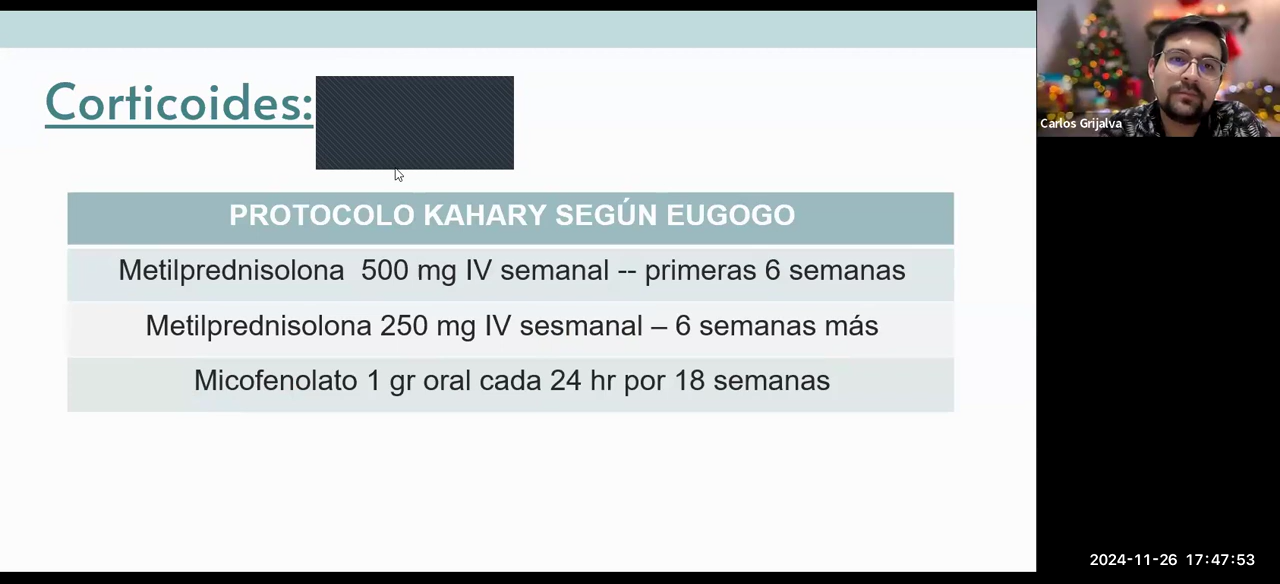 Corticoides:
PROTOCOLO KAHARY SEGÚN EUGOGO
Metilprednisolona 500 mg IV semanal -- primeras 6 semanas
Metilprednisolona 250 mg IV sesmanal – 6 semanas más
Micofenolato 1 gr oral cada 24 hr por 18 semanas
Carlos Grijalva
2024-11-26 17:47:53